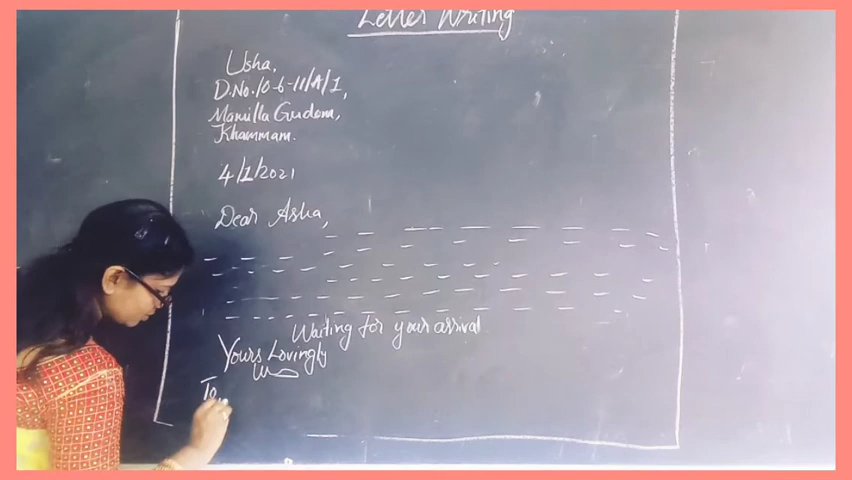 Letter Writing
Usha,
D.No.10-6-11/A/1,
Mamilla Gudem,
Khammam.
4/1/2021
Dear Asha,
Waiting for your arrival
Yours Lovingly
To,